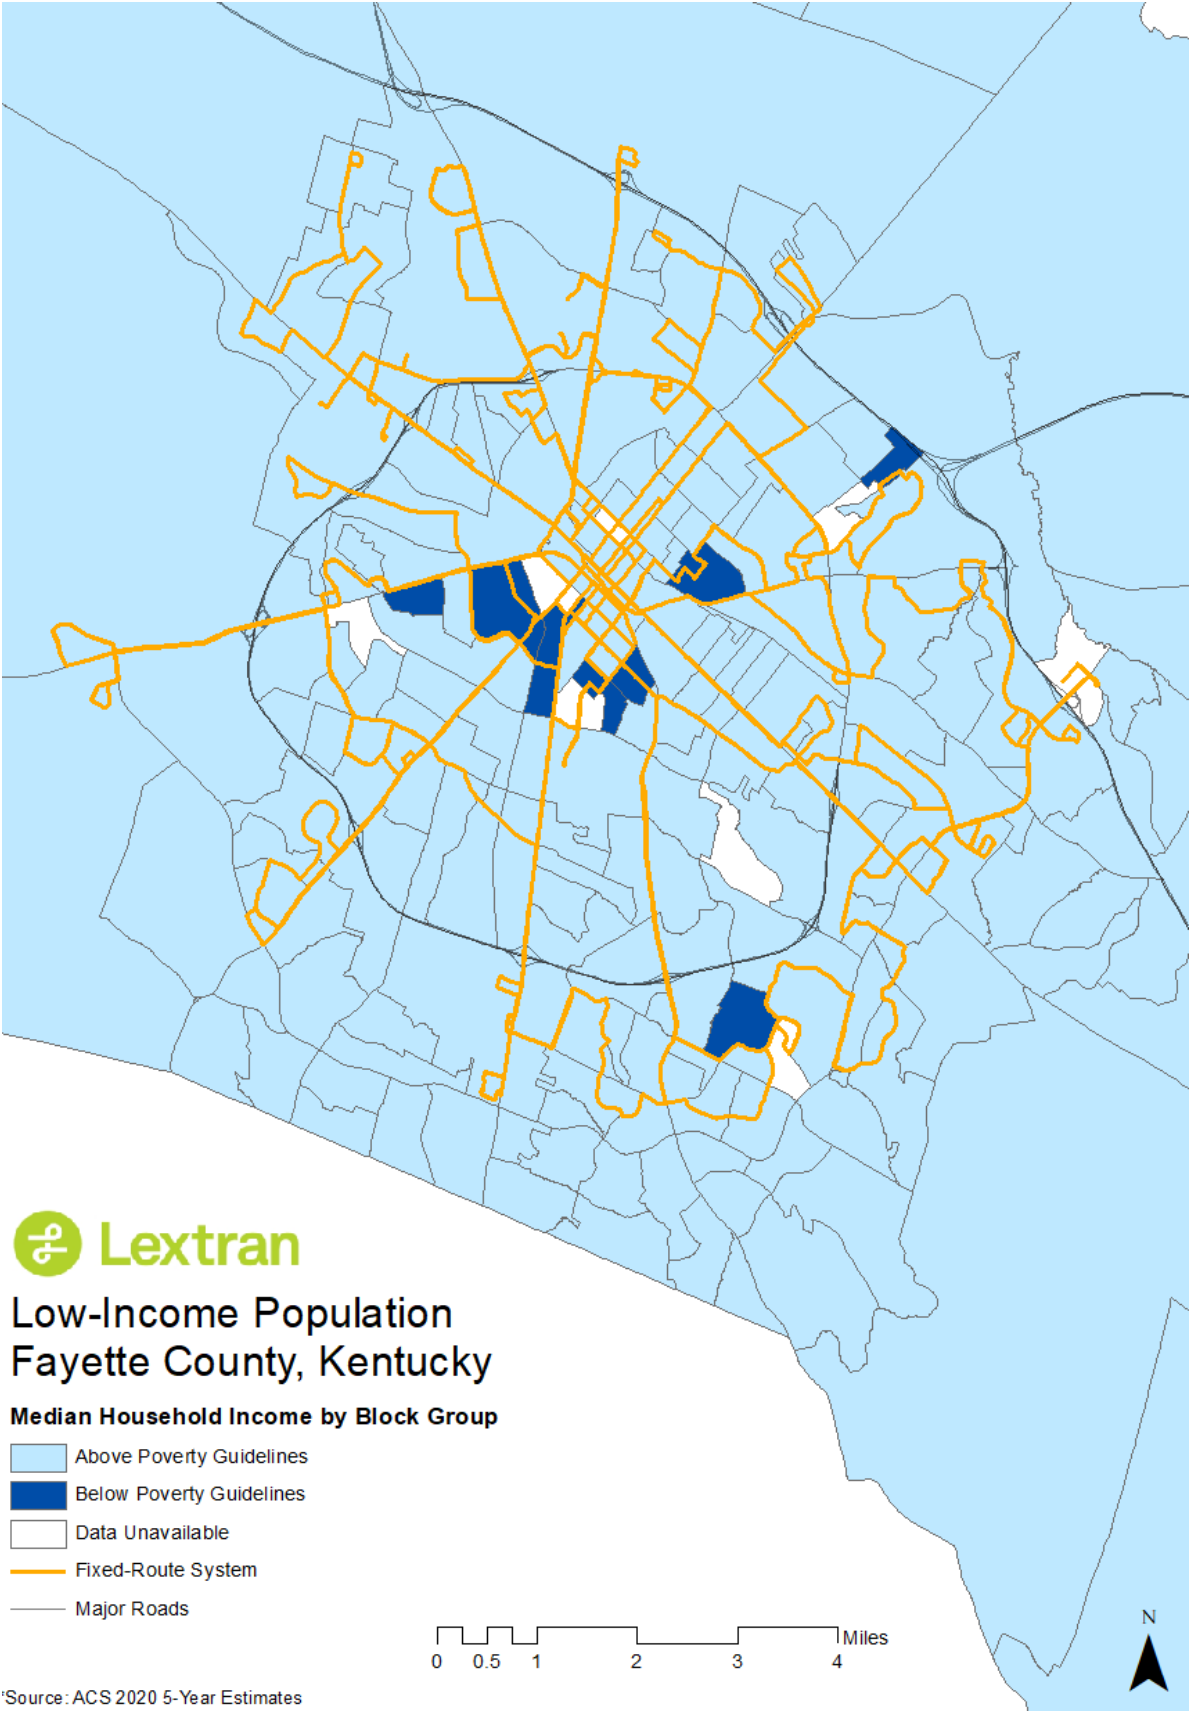 Lextran
Low-Income Population
Fayette County, Kentucky
Median Household Income by Block Group
Above Poverty Guidelines
Below Poverty Guidelines
Data Unavailable
Fixed-Route System
Major Roads
Miles
0 0.5 1 2 3 4
N
*Source: ACS 2020 5-Year Estimates